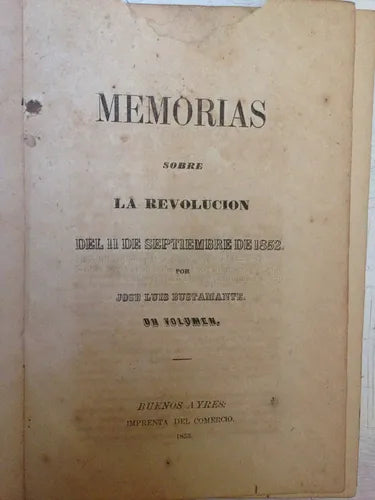 MEMORIAS
SOBRE
LA REVOLUCION
DEL 11 DE SEPTIEMBRE DE 1852.
POR
JOSE LUIS BUSTAMANTE.
UN VOLUMEN.
BUENOS AYRES:
IMPRENTA DEL COMERCIO.
1853.